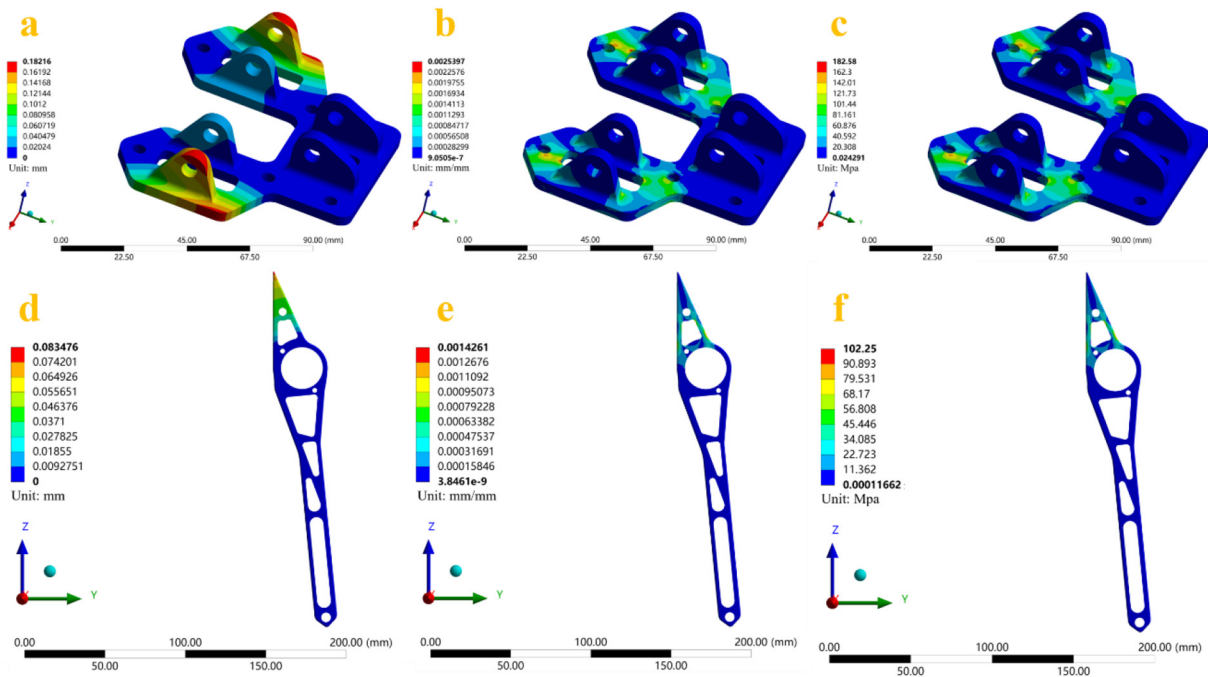 a
0.18216
0.16192
0.14168
0.12144
0.1012
0.080958
0.060719
0.040479
0.02024
0
Unit: mm
Z
X
Y
0.00 45.00 90.00 (mm)
22.50 67.50
b
0.0025397
0.0022576
0.0019755
0.0016934
0.0014113
0.0011293
0.00084717
0.00056508
0.00028299
9.0505e-7
Unit: mm/mm
Z
X
Y
0.00 45.00 90.00 (mm)
22.50 67.50
c
182.58
162.3
142.01
121.73
101.44
81.161
60.876
40.592
20.308
0.024291
Unit: Mpa
Z
X
Y
0.00 45.00 90.00 (mm)
22.50 67.50
d
0.083476
0.074201
0.064926
0.055651
0.046376
0.0371
0.027825
0.01855
0.0092751
0
Unit: mm
Z
Y
0.00 100.00 200.00 (mm)
50.00 150.00
e
0.0014261
0.0012676
0.0011092
0.00095073
0.00079228
0.00063382
0.00047537
0.00031691
0.00015846
3.8461e-9
Unit: mm/mm
Z
Y
0.00 100.00 200.00 (mm)
50.00 150.00
f
102.25
90.893
79.531
68.17
56.808
45.446
34.085
22.723
11.362
0.00011662
Unit: Mpa
Z
Y
0.00 100.00 200.00 (mm)
50.00 150.00